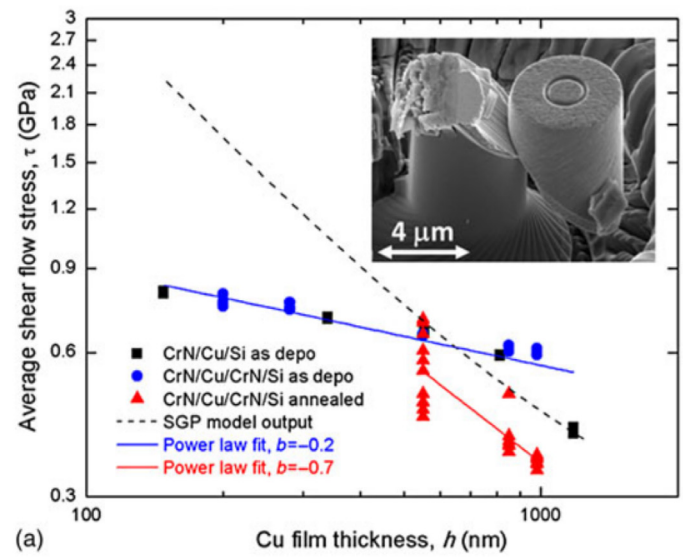 3
2.7
2.4
2.1
1.8
1.5
1.2
0.9
0.6
0.3
Average shear flow stress, τ (GPa)
4 μm
CrN/Cu/Si as depo
CrN/Cu/CrN/Si as depo
CrN/Cu/CrN/Si annealed
SGP model output
Power law fit, b=−0.2
Power law fit, b=−0.7
100
1000
(a)
Cu film thickness, h (nm)